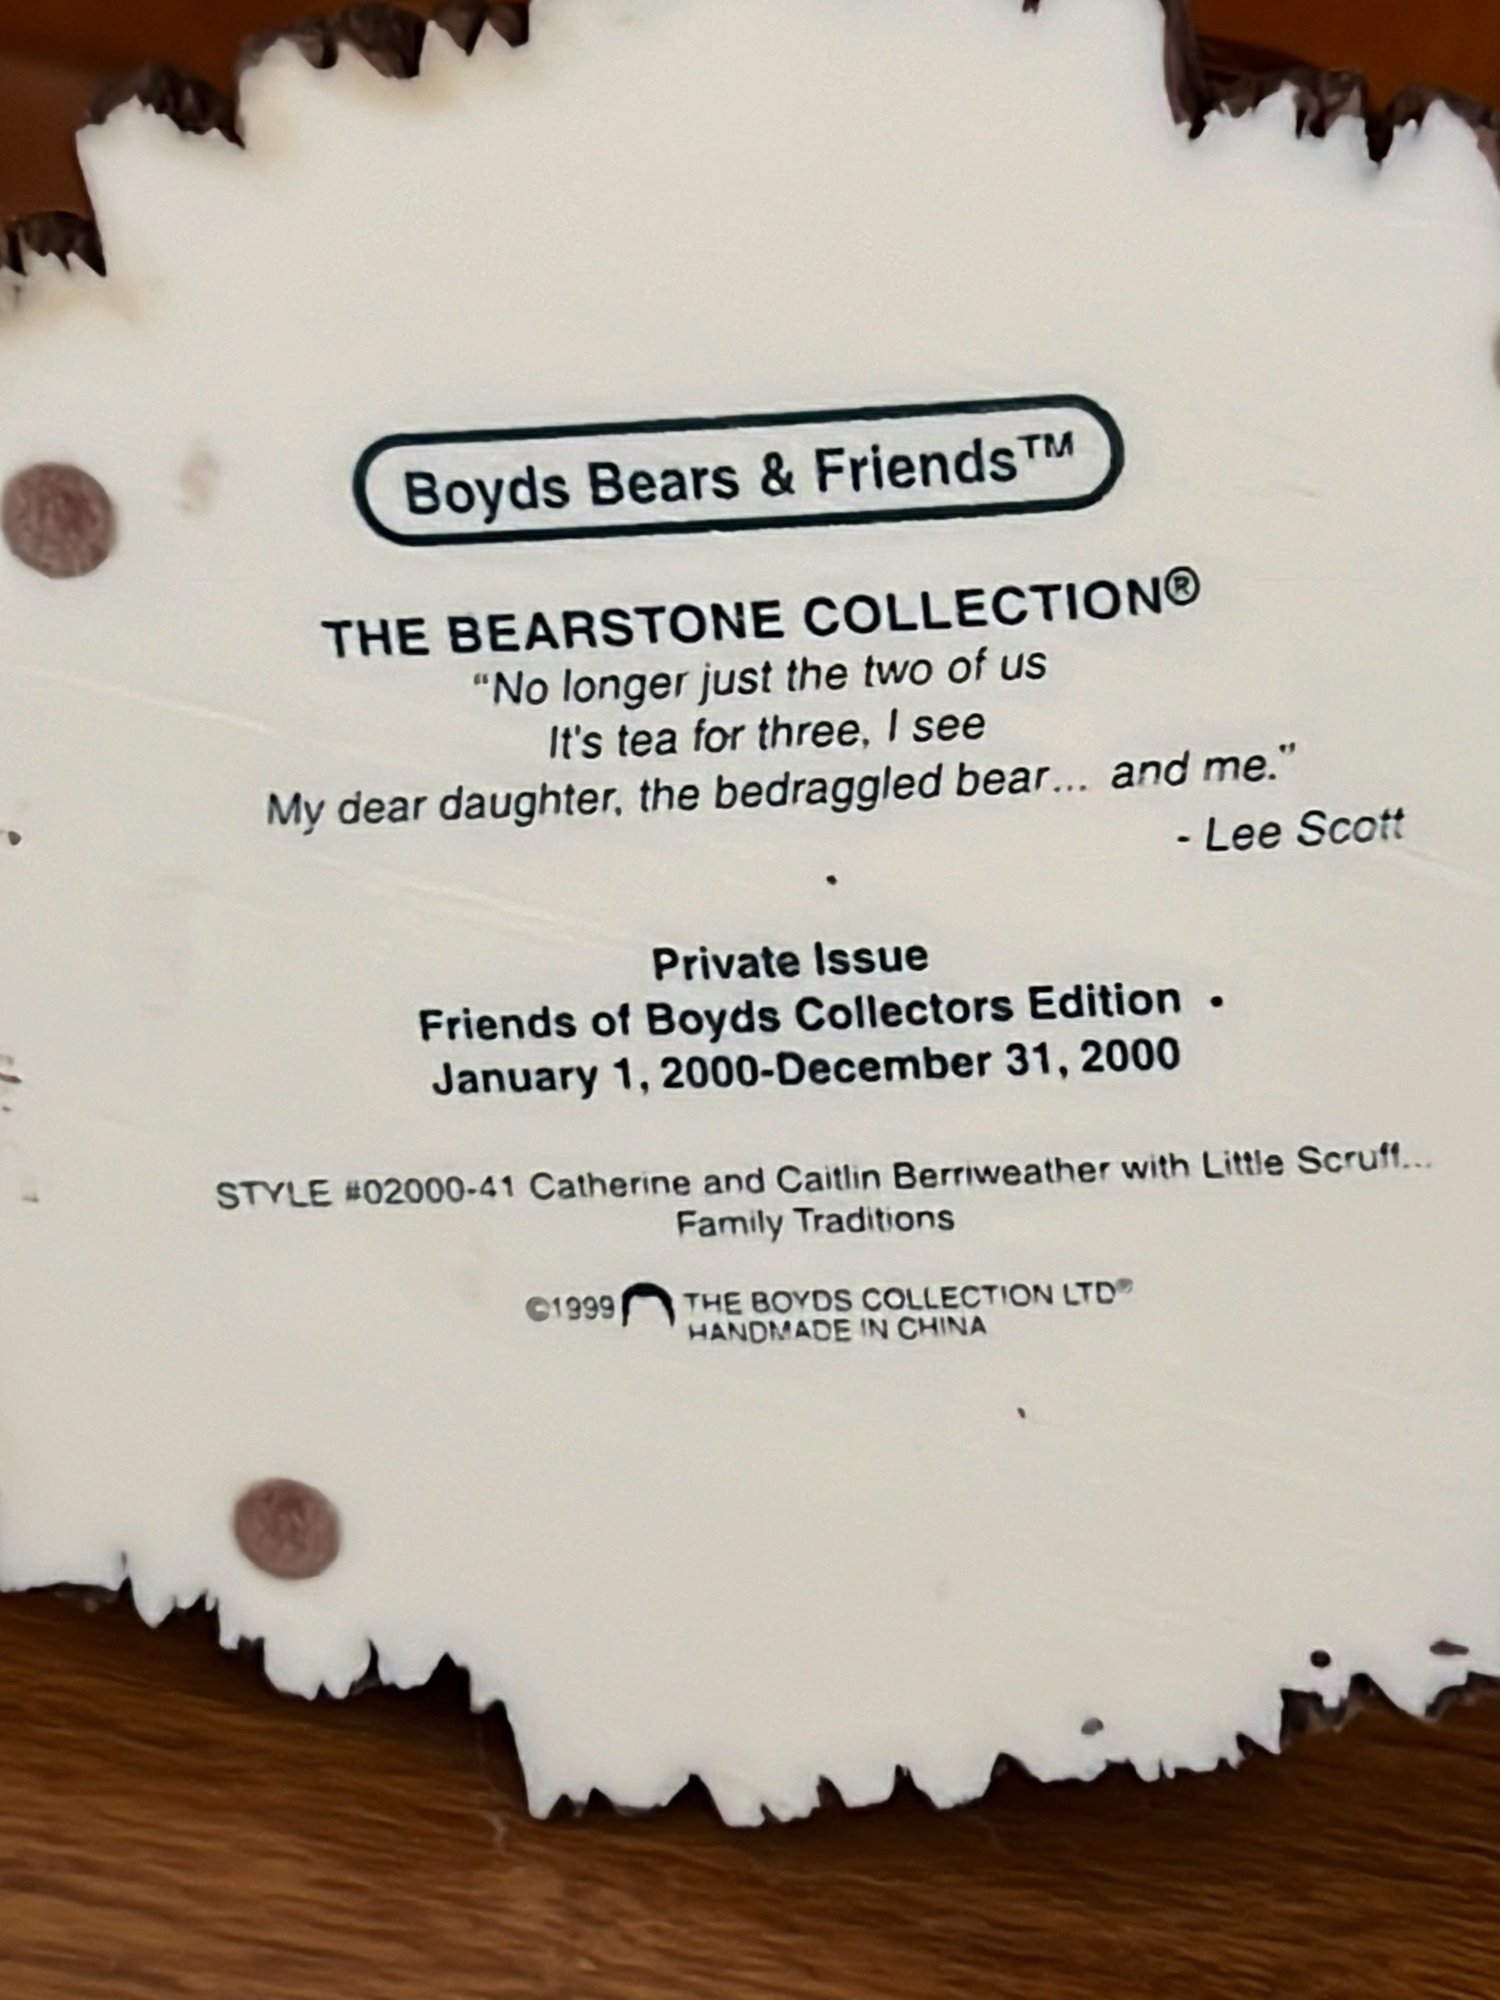 Boyds Bears & Friends™
THE BEARSTONE COLLECTION®
“No longer just the two of us
It's tea for three, I see
My dear daughter, the bedraggled bear... and me.”
- Lee Scott
Private Issue
Friends of Boyds Collectors Edition
January 1, 2000-December 31, 2000
STYLE #02000-41 Catherine and Caitlin Berriweather with Little Scruff...
Family Traditions
©1999 THE BOYDS COLLECTION LTD®
HANDMADE IN CHINA